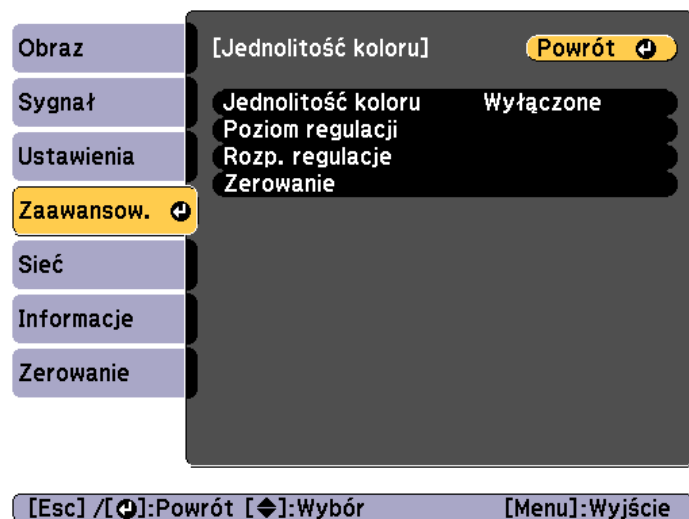 Obraz
Sygnał
Ustawienia
Zaawansow.
Sieć
Informacje
Zerowanie
[Jednolitość koloru] Powrót
Jednolitość koloru Wyłączone
Poziom regulacji
Rozp. regulacje
Zerowanie
[Esc] /[ ]:Powrót [ ]:Wybór [Menu]:Wyjście